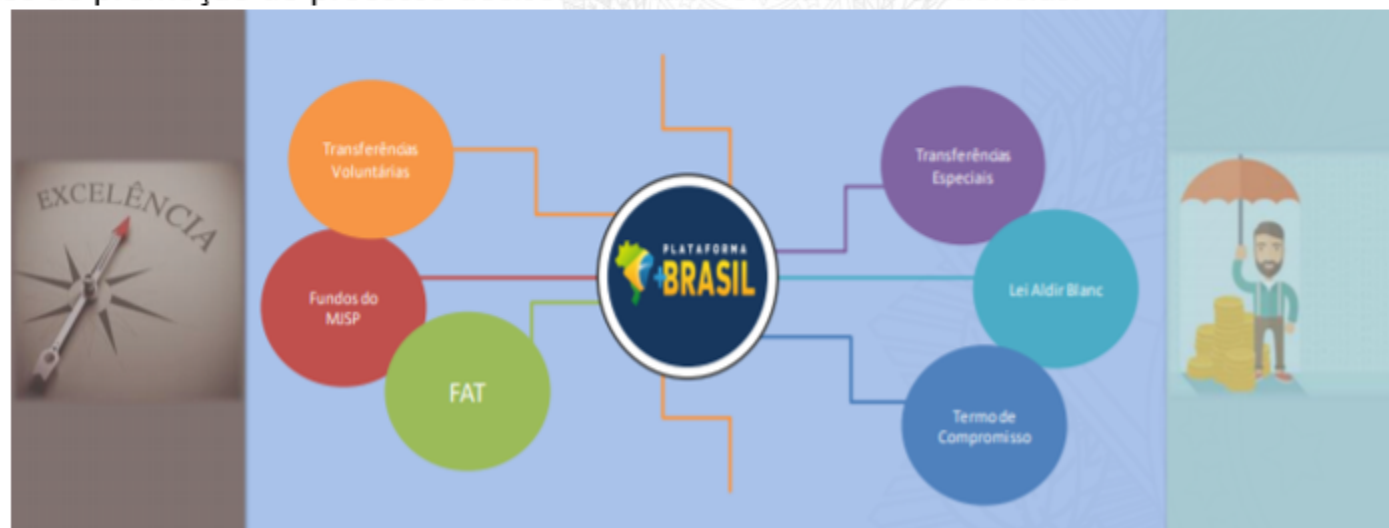 EXCELÊNCIA
Transferências
Voluntárias
Fundos do
MJSP
FAT
PLATAFORMA
+BRASIL
Transferências
Especiais
Lei Aldir Blanc
Termo de
Compromisso